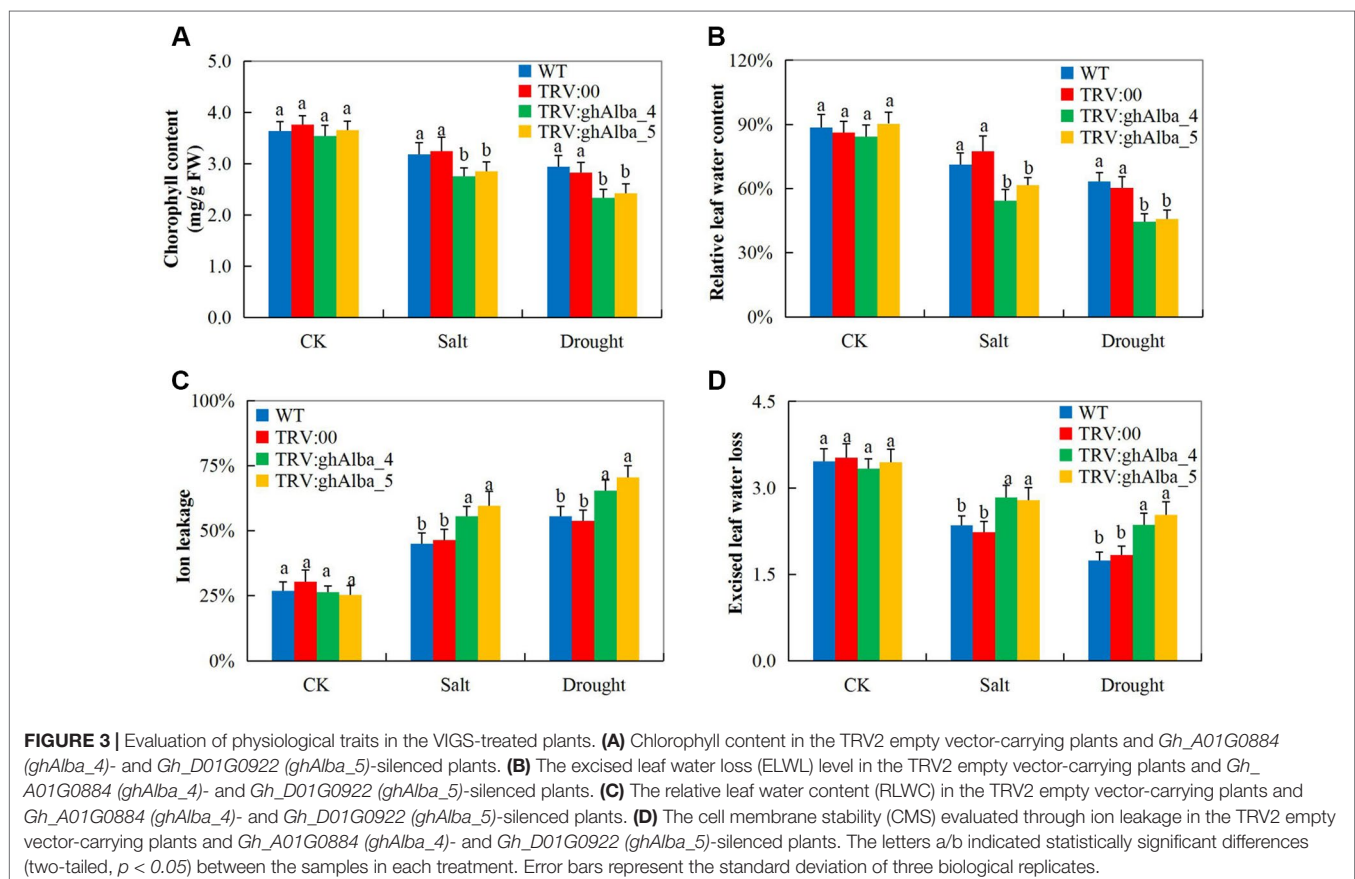 A
Chorophyll content
(mg/g FW)
5.0
4.0
3.0
2.0
1.0
0.0
WT
TRV:00
TRV:ghAlba_4
TRV:ghAlba_5
a a a a
a a b b
a a b b
CK Salt Drought
B
Relative leaf water content
120%
90%
60%
30%
0%
WT
TRV:00
TRV:ghAlba_4
TRV:ghAlba_5
a a a a
a a b b
a a b b
CK Salt Drought
C
Ion leakage
100%
75%
50%
25%
0%
WT
TRV:00
TRV:ghAlba_4
TRV:ghAlba_5
a a a a
b b a a
b b a a
CK Salt Drought
D
Excised leaf water loss
4.5
3.0
1.5
0.0
WT
TRV:00
TRV:ghAlba_4
TRV:ghAlba_5
a a a a
b b a a
b b a a
CK Salt Drought
FIGURE 3 | Evaluation of physiological traits in the VIGS-treated plants. (A) Chlorophyll content in the TRV2 empty vector-carrying plants and Gh_A01G0884
(ghAlba_4)- and Gh_D01G0922 (ghAlba_5)-silenced plants. (B) The excised leaf water loss (ELWL) level in the TRV2 empty vector-carrying plants and Gh_
A01G0884 (ghAlba_4)- and Gh_D01G0922 (ghAlba_5)-silenced plants. (C) The relative leaf water content (RLWC) in the TRV2 empty vector-carrying plants and
Gh_A01G0884 (ghAlba_4)- and Gh_D01G0922 (ghAlba_5)-silenced plants. (D) The cell membrane stability (CMS) evaluated through ion leakage in the TRV2 empty
vector-carrying plants and Gh_A01G0884 (ghAlba_4)- and Gh_D01G0922 (ghAlba_5)-silenced plants. The letters a/b indicated statistically significant differences
(two-tailed, p < 0.05) between the samples in each treatment. Error bars represent the standard deviation of three biological replicates.